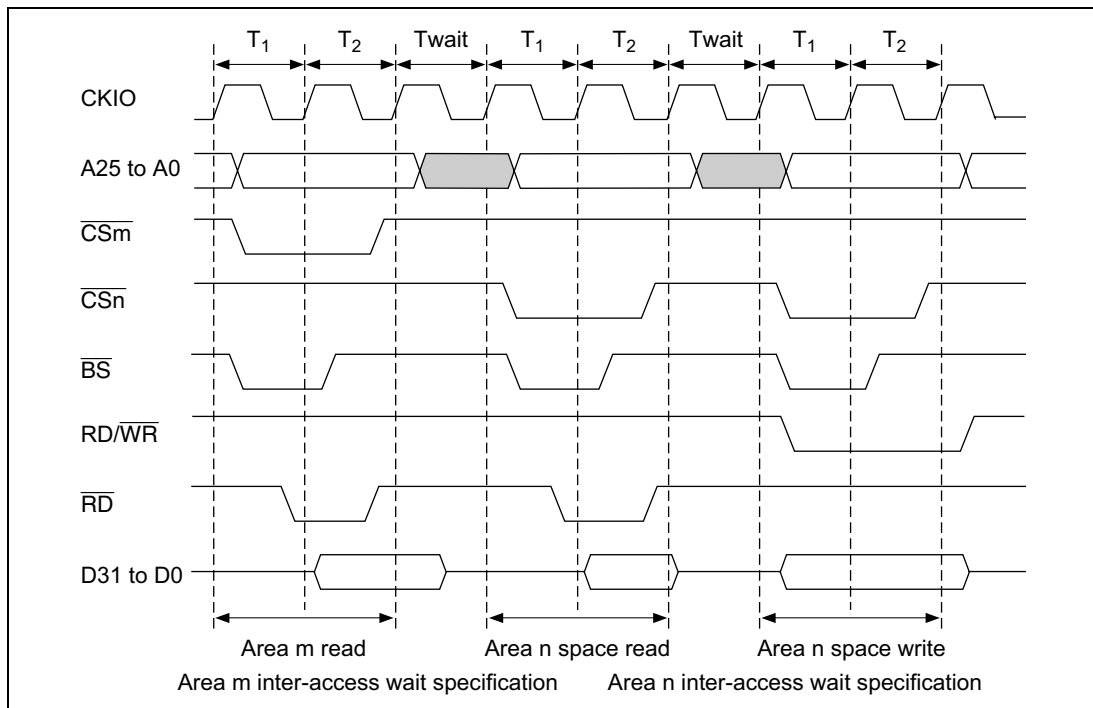 T1 T2 Twait T1 T2 Twait T1 T2
CKIO
A25 to A0
CSm
CSn
BS
RD/WR
RD
D31 to D0
Area m read Area n space read Area n space write
Area m inter-access wait specification Area n inter-access wait specification